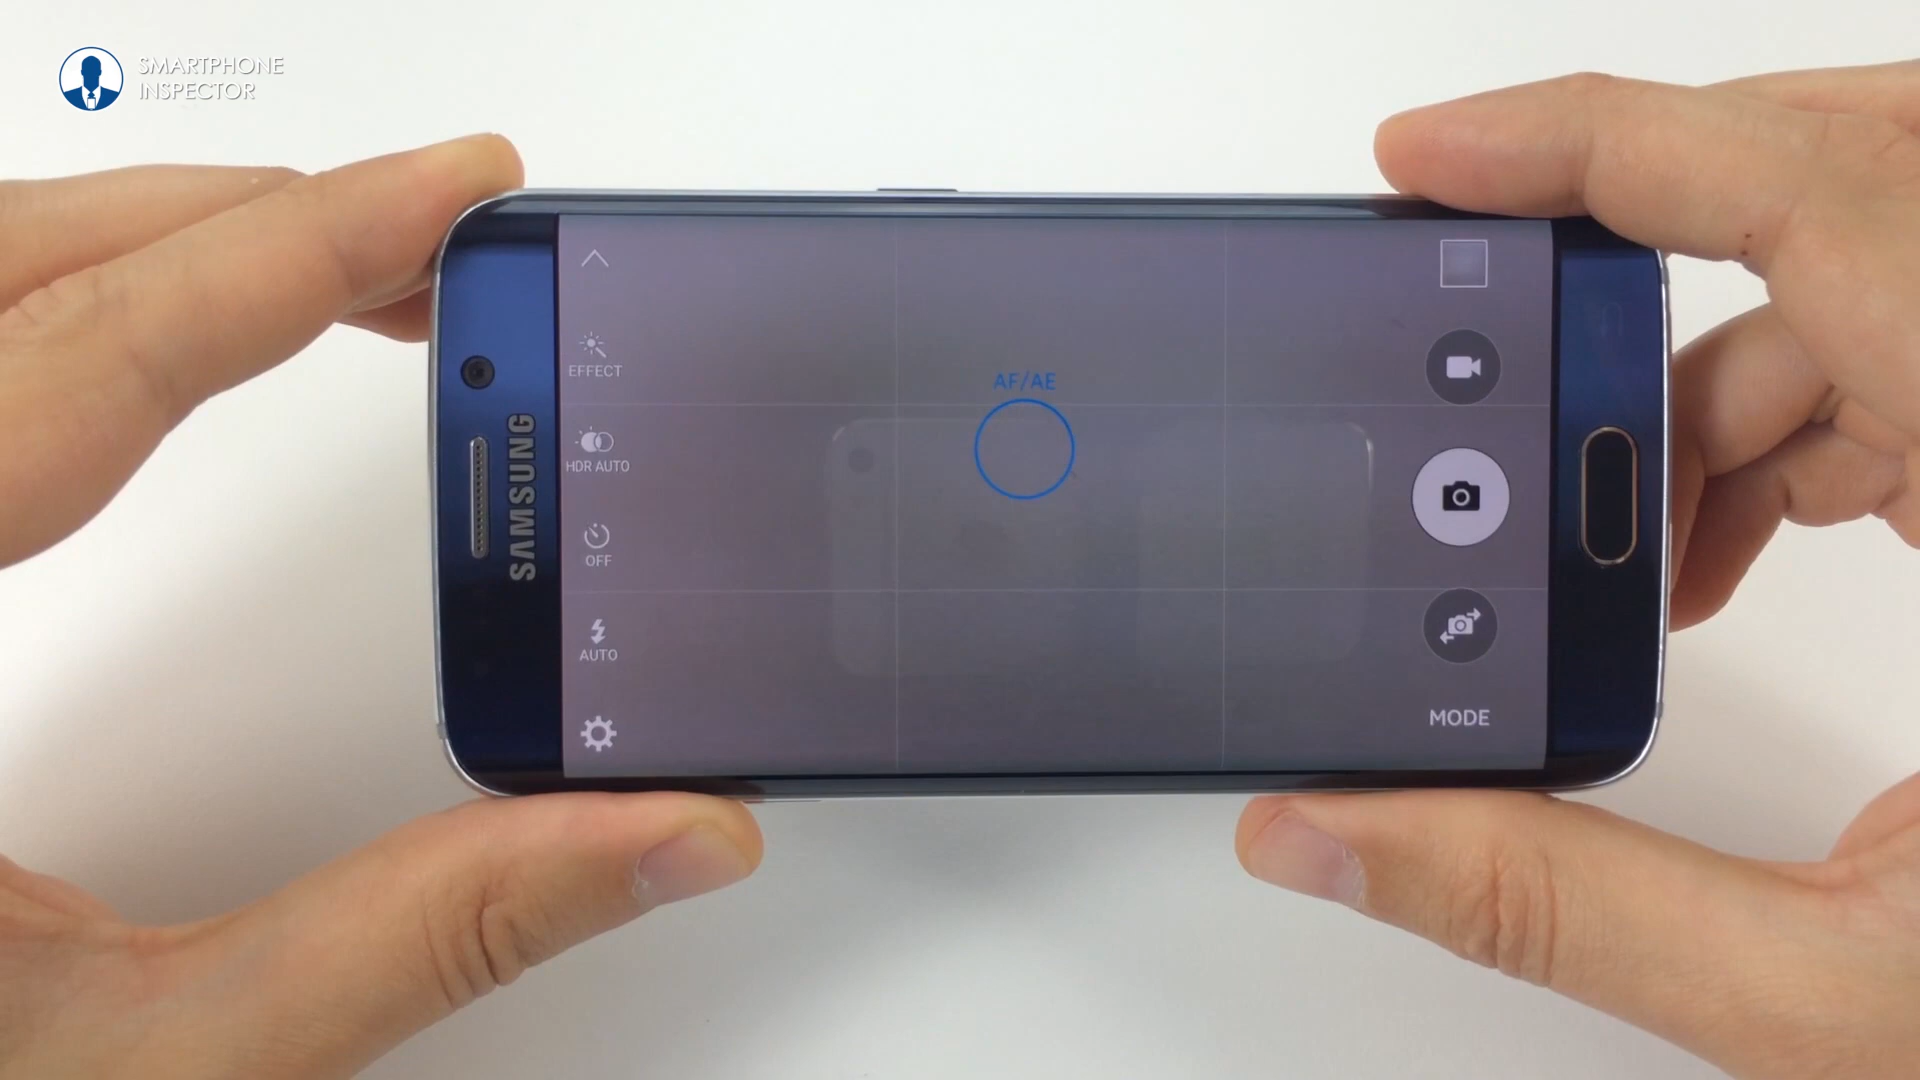 SMARTPHONE
INSPECTOR
SAMSUNG
EFFECT
HDR AUTO
OFF
AUTO
AF/AE
MODE